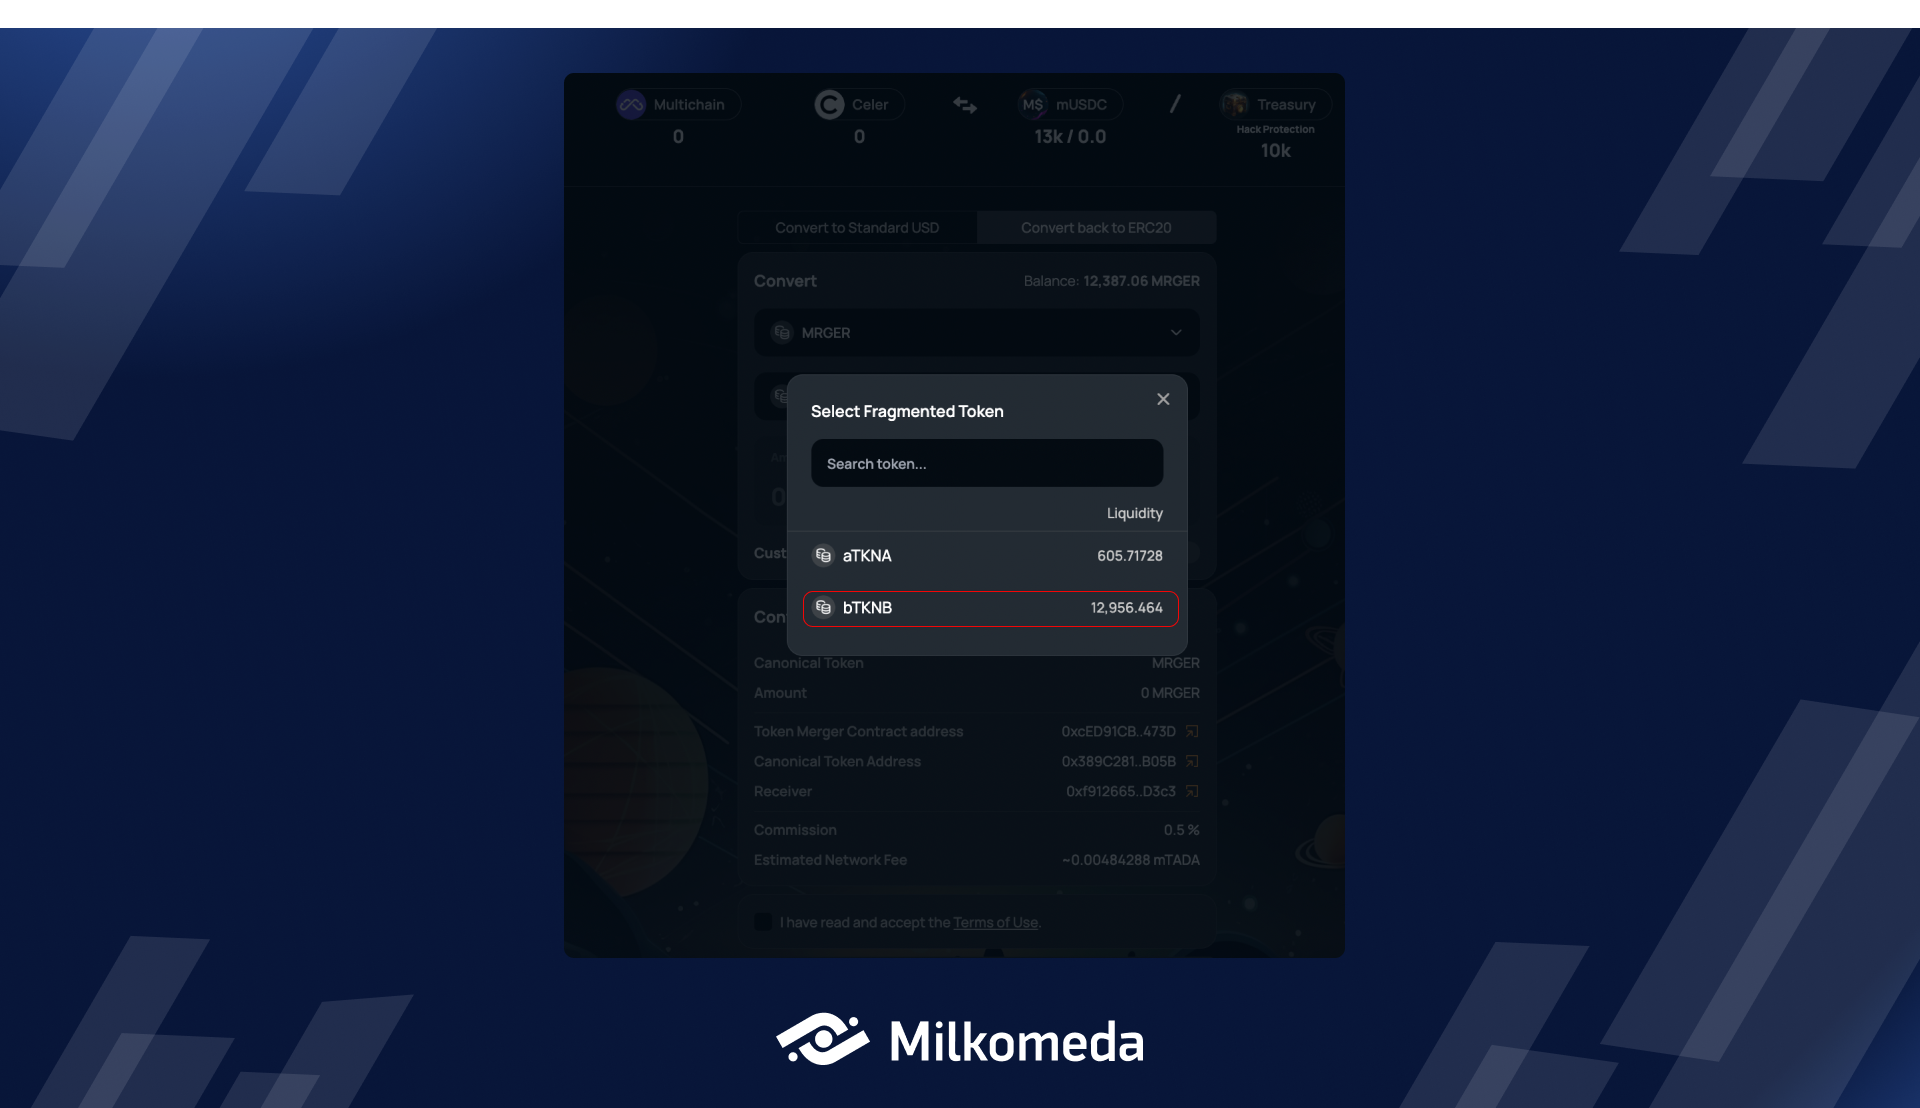 Multichain
0
Celer
0
M$ mUSDC
13k / 0.0
/
Treasury
Hack Protection
10k
Convert to Standard USD
Convert back to ERC20
Convert
Balance: 12,387.06 MRGER
MRGER
Select Fragmented Token
Search token...
Liquidity
aTKNA 605.71728
bTKNB 12,956.464
Am
0
Cust
Con
Canonical Token MRGER
Amount 0 MRGER
Token Merger Contract address 0xcED91CB..473D
Canonical Token Address 0x389C281..B05B
Receiver 0xf912665..D3c3
Commission 0.5 %
Estimated Network Fee ~0.00484288 mTADA
I have read and accept the Terms of Use.
Milkomeda